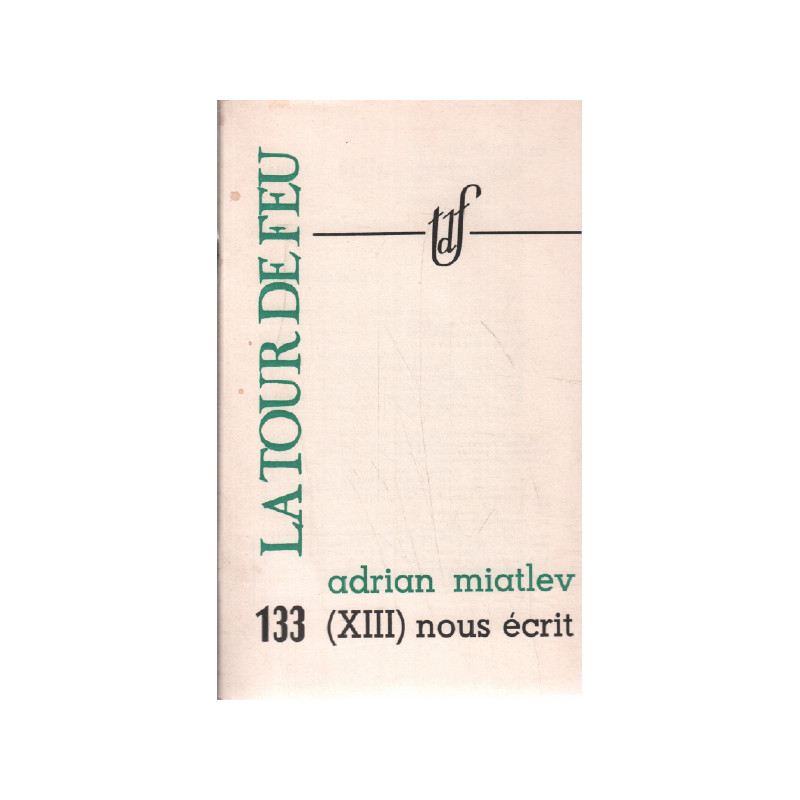 LA TOUR DE FEU
tdf
adrian miatlev
133 (XIII) nous écrit